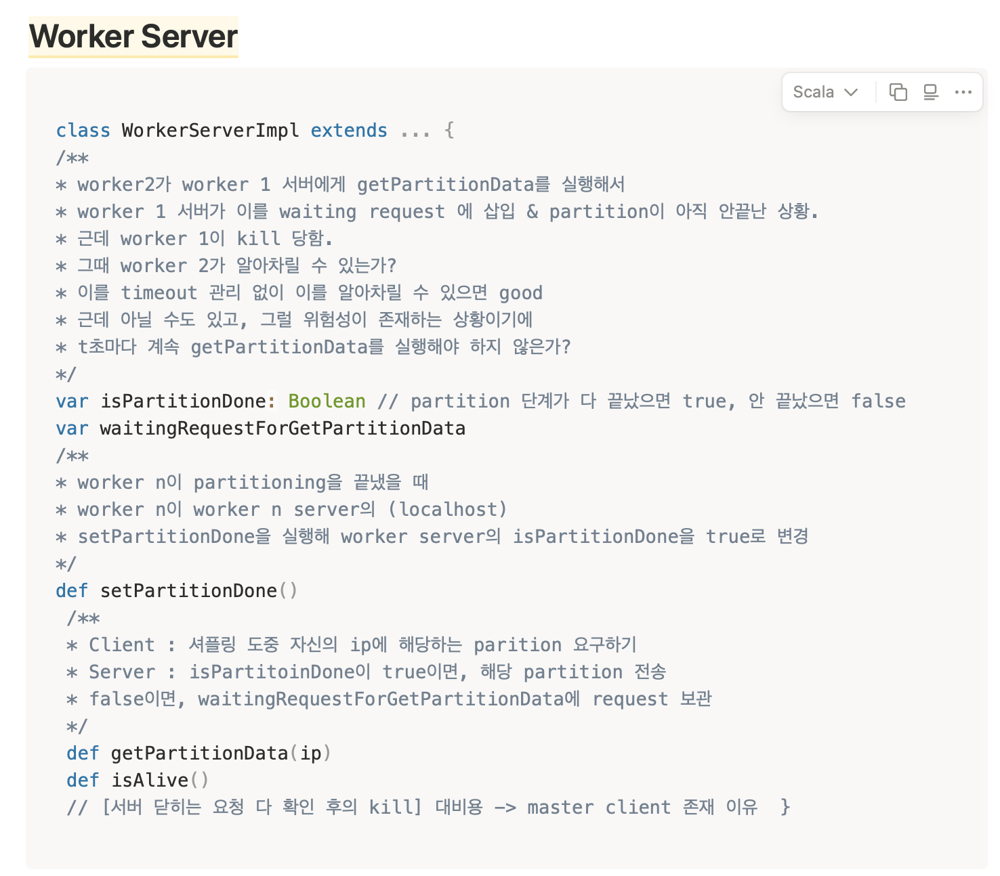 Worker Server
Scala
class WorkerServerImpl extends ... {
/**
* worker2가 worker 1 서버에게 getPartitionData를 실행해서
* worker 1 서버가 이를 waiting request 에 삽입 & partition이 아직 안끝난 상황.
* 근데 worker 1이 kill 당함.
* 그때 worker 2가 알아차릴 수 있는가?
* 이를 timeout 관리 없이 이를 알아차릴 수 있으면 good
* 근데 아닐 수도 있고, 그럴 위험성이 존재하는 상황이기에
* t초마다 계속 getPartitionData를 실행해야 하지 않은가?
*/
var isPartitionDone: Boolean // partition 단계가 다 끝났으면 true, 안 끝났으면 false
var waitingRequestForGetPartitionData
/**
* worker n이 partitioning을 끝냈을 때
* worker n이 worker n server의 (localhost)
* setPartitionDone을 실행해 worker server의 isPartitionDone을 true로 변경
*/
def setPartitionDone()
/**
* Client : 셔플링 도중 자신의 ip에 해당하는 parition 요구하기
* Server : isPartitoinDone이 true이면, 해당 partition 전송
* false이면, waitingRequestForGetPartitionData에 request 보관
*/
def getPartitionData(ip)
def isAlive()
// [서버 닫히는 요청 다 확인 후의 kill] 대비용 -> master client 존재 이유  }